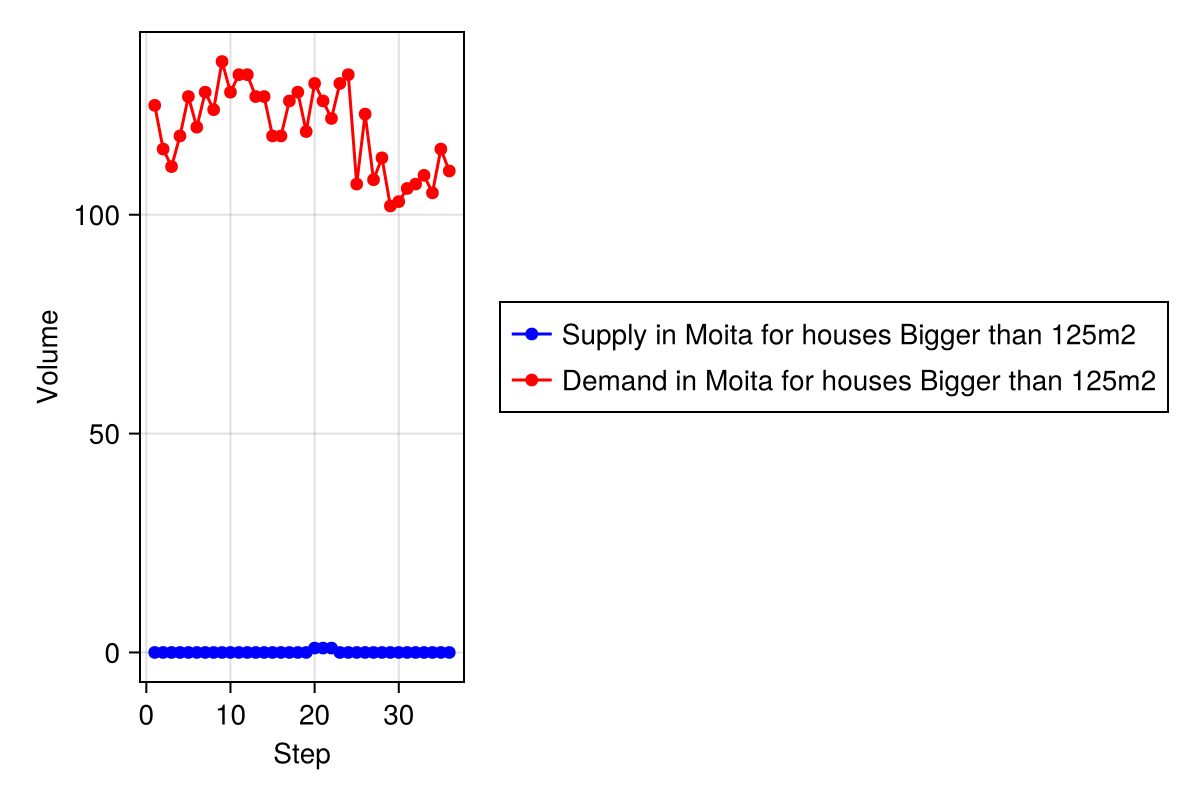 100
50
0
Volume
0 10 20 30
Step
Supply in Moita for houses Bigger than 125m2
Demand in Moita for houses Bigger than 125m2